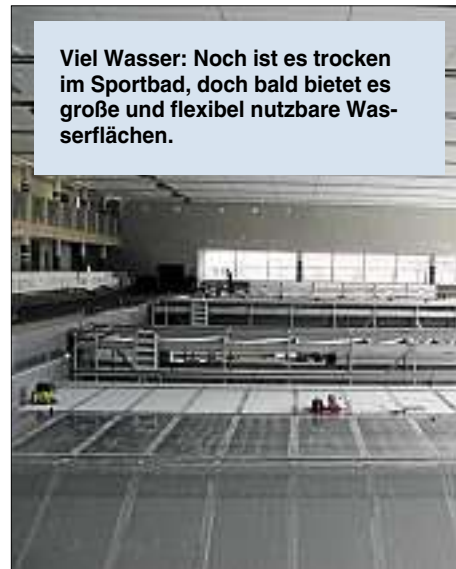 Viel Wasser: Noch ist es trocken
im Sportbad, doch bald bietet es
große und flexibel nutzbare Was-
serflächen.